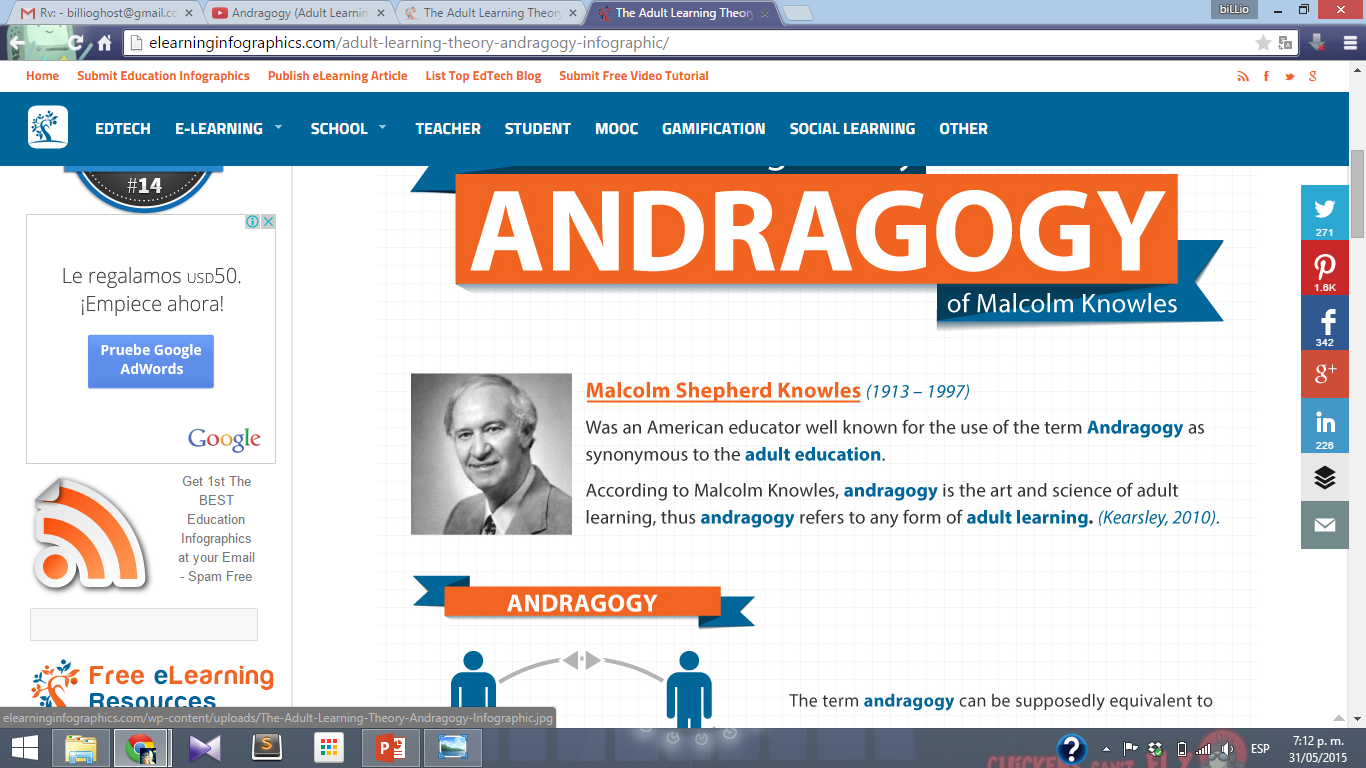 Rv: - billioghost@gmail.co
Andragogy (Adult Learnin
The Adult Learning Theory
The Adult Learning Theory
biLLio
elearninginfographics.com/adult-learning-theory-andragogy-infographic/
Home Submit Education Infographics Publish eLearning Article List Top EdTech Blog Submit Free Video Tutorial
EDTECH E-LEARNING SCHOOL TEACHER STUDENT MOOC GAMIFICATION SOCIAL LEARNING OTHER
#14
Le regalamos USD50.
¡Empiece ahora!
Pruebe Google
AdWords
Google
Get 1st The
BEST
Education
Infographics
at your Email
- Spam Free
Free eLearning
Resources
ANDRAGOGY
of Malcolm Knowles
Malcolm Shepherd Knowles (1913 – 1997)
Was an American educator well known for the use of the term Andragogy as
synonymous to the adult education.
According to Malcolm Knowles, andragogy is the art and science of adult
learning, thus andragogy refers to any form of adult learning. (Kearsley, 2010).
ANDRAGOGY
The term andragogy can be supposedly equivalent to
271
1.6K
342
g+
in
226
elearninginfographics.com/wp-content/uploads/The-Adult-Learning-Theory-Andragogy-Infographic.jpg
CHICKENS CAN'T FLY
ESP
7:12 p. m.
31/05/2015